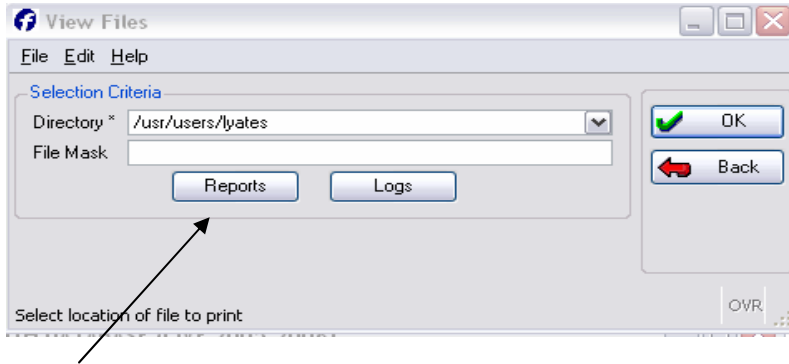 View Files
File Edit Help
Selection Criteria
Directory * /usr/users/lyates
File Mask
Reports Logs
OK
Back
Select location of file to print
OVR